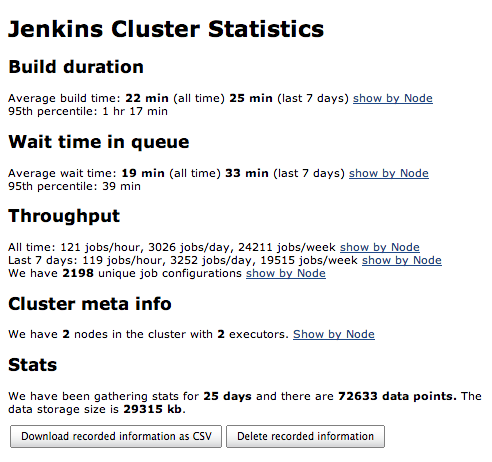 Jenkins Cluster Statistics
Build duration
Average build time: 22 min (all time) 25 min (last 7 days) show by Node
95th percentile: 1 hr 17 min
Wait time in queue
Average wait time: 19 min (all time) 33 min (last 7 days) show by Node
95th percentile: 39 min
Throughput
All time: 121 jobs/hour, 3026 jobs/day, 24211 jobs/week show by Node
Last 7 days: 119 jobs/hour, 3252 jobs/day, 19515 jobs/week show by Node
We have 2198 unique job configurations show by Node
Cluster meta info
We have 2 nodes in the cluster with 2 executors. Show by Node
Stats
We have been gathering stats for 25 days and there are 72633 data points. The
data storage size is 29315 kb.
Download recorded information as CSV Delete recorded information